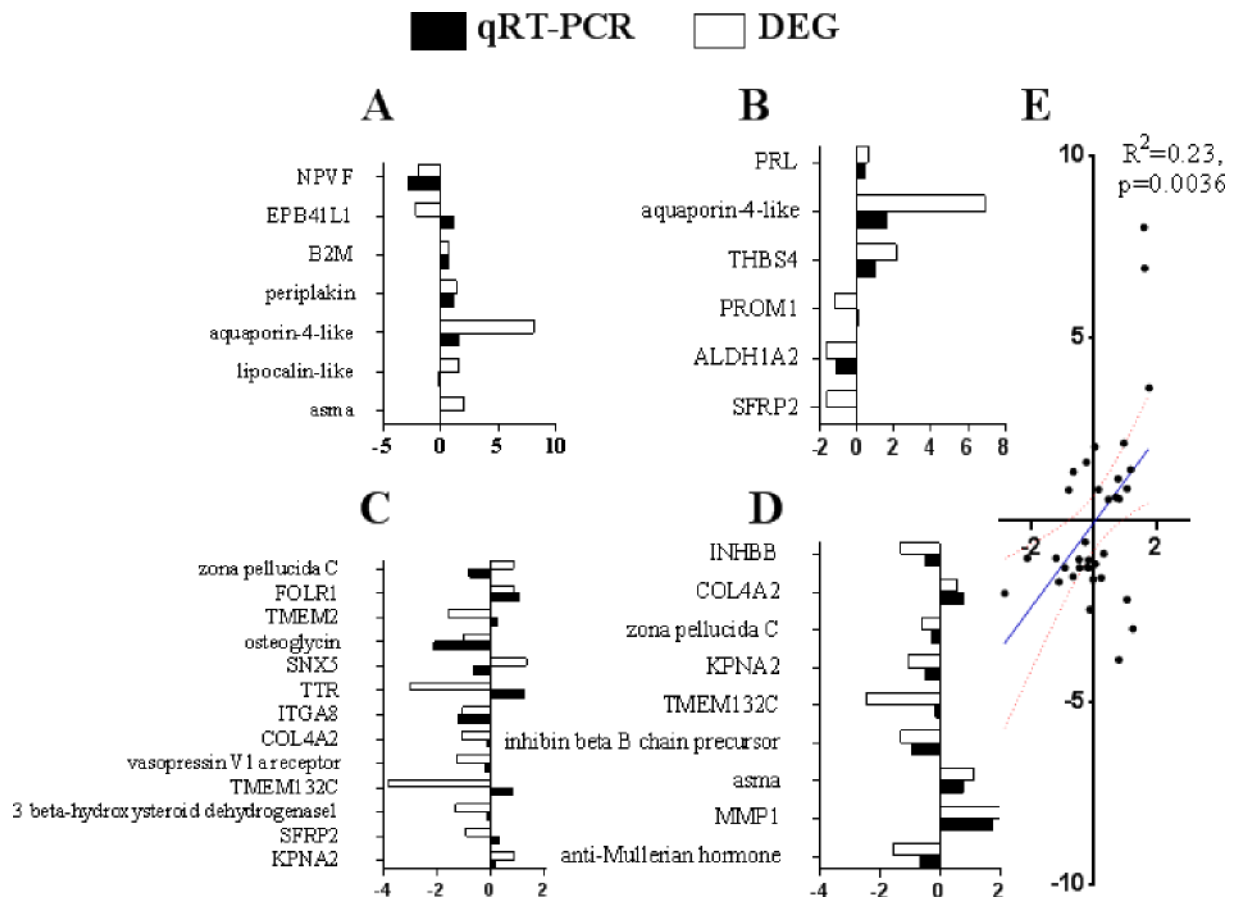 qRT-PCR DEG
A
NPVF
EPB41L1
B2M
periplakin
aquaporin-4-like
lipocalin-like
asma
-5 0 5 10
B
PRL
aquaporin-4-like
THBS4
PROM1
ALDH1A2
SFRP2
-2 0 2 4 6 8
C
zona pellucida C
FOLR1
TMEM2
osteoglycin
SNX5
TTR
ITGA8
COL4A2
vasopressin V1a receptor
TMEM132C
3 beta-hydroxysteroid dehydrogenaseI
SFRP2
KPNA2
-4 -2 0 2
D
INHBB
COL4A2
zona pellucida C
KPNA2
TMEM132C
inhibin beta B chain precursor
asma
MMP1
anti-Mullerian hormone
-4 -2 0 2
E
R²=0.23,
p=0.0036
10
5
-2 2
-5
-10